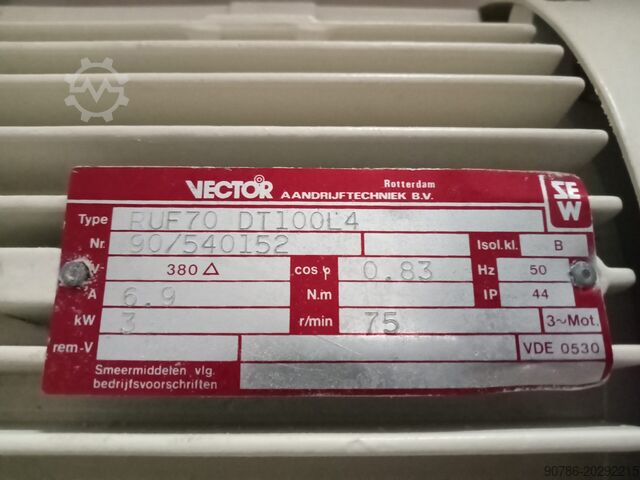 VECTOR Rotterdam
AANDRIJFTECHNIEK B.V.
SEW
Type RUF70 DT100L4
Nr. 90/540152 Isol.kl. B
V 380 △ cos φ 0.83 Hz 50
A 6.9 N.m IP 44
kW 3 r/min 75 3~Mot.
rem-V VDE 0530
Smeermiddelen vlg.
bedrijfsvoorschriften
90786-20292215